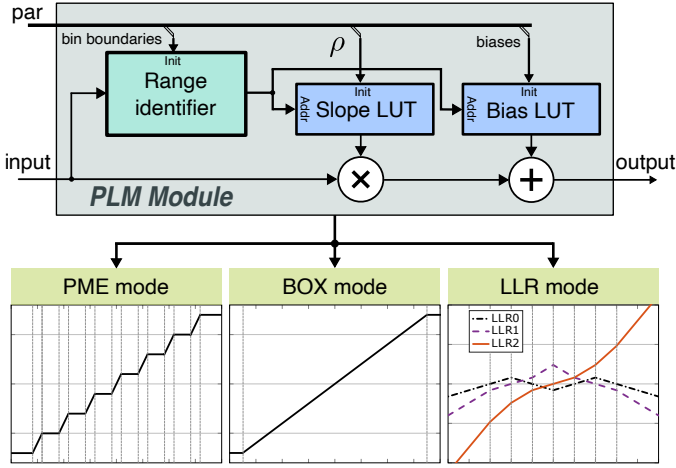 par
bin boundaries
ρ
biases
Init
Range
identifier
Init
Addr
Slope LUT
Init
Addr
Bias LUT
input
×
+
output
PLM Module
PME mode
BOX mode
LLR mode
LLR0
LLR1
LLR2